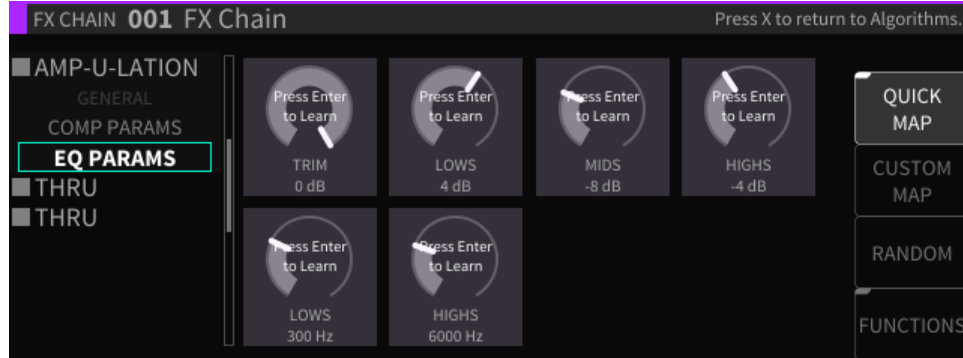 FX CHAIN 001 FX Chain
Press X to return to Algorithms.
AMP-U-LATION
GENERAL
COMP PARAMS
EQ PARAMS
THRU
THRU
Press Enter
to Learn
TRIM
0 dB
Press Enter
to Learn
LOWS
4 dB
Press Enter
to Learn
MIDS
-8 dB
Press Enter
to Learn
HIGHS
-4 dB
Press Enter
to Learn
LOWS
300 Hz
Press Enter
to Learn
HIGHS
6000 Hz
QUICK
MAP
CUSTOM
MAP
RANDOM
FUNCTIONS